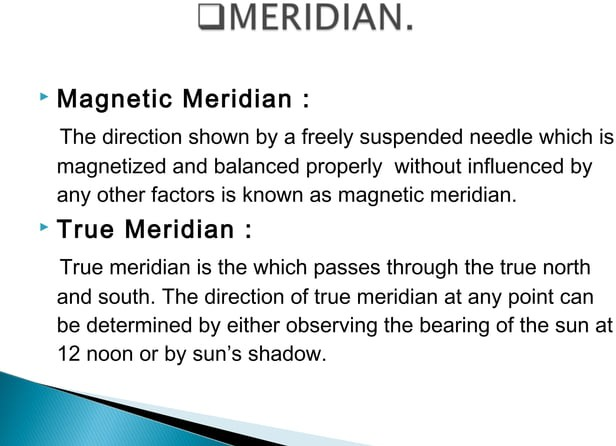 ❑MERIDIAN.
▸ Magnetic Meridian :
The direction shown by a freely suspended needle which is
magnetized and balanced properly  without influenced by
any other factors is known as magnetic meridian.
▸ True Meridian :
True meridian is the which passes through the true north
and south. The direction of true meridian at any point can
be determined by either observing the bearing of the sun at
12 noon or by sun’s shadow.